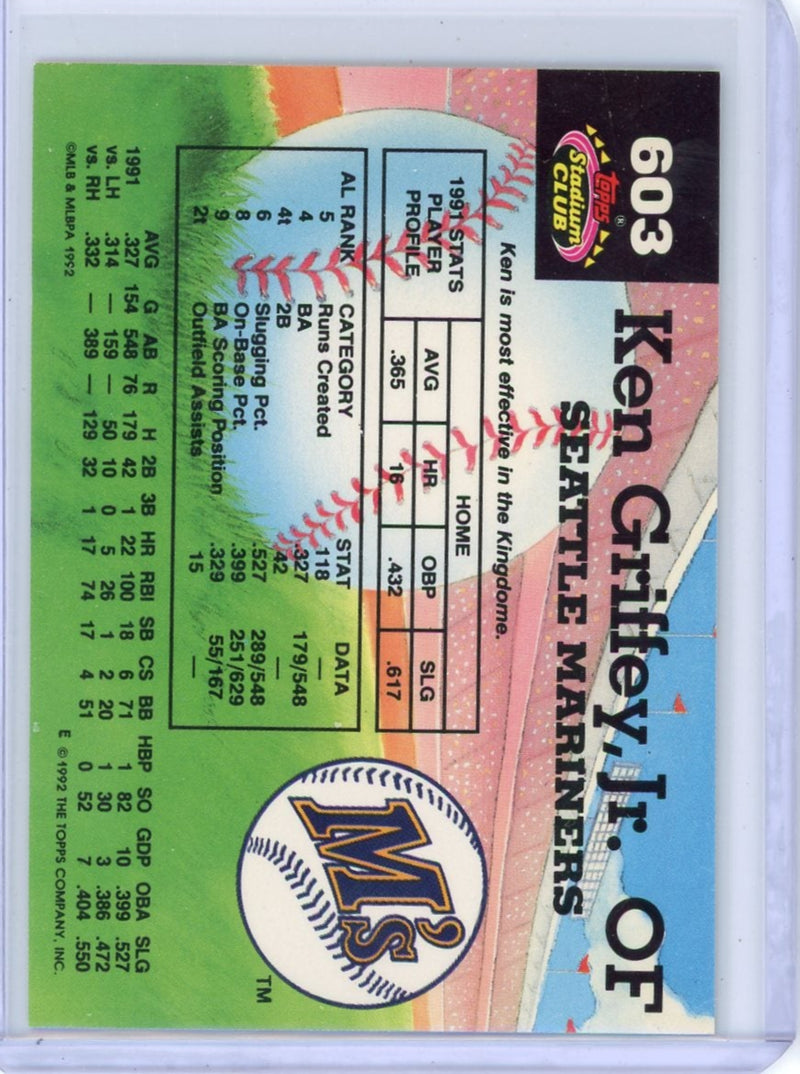 603 Ken Griffey, Jr. OF
SEATTLE MARINERS
TOPPS ®
Stadium
CLUB
Ken is most effective in the Kingdome.
1991 STATS PLAYER PROFILE HOME
AVG HR OBP SLG
.365 16 .432 .617
AL RANK CATEGORY STAT DATA
5 Runs Created 118 —
4 BA .327 179/548
4t 2B 42 —
6 Slugging Pct. .527 289/548
8 On-Base Pct. .399 251/629
9 BA Scoring Position .329 55/167
2t Outfield Assists 15 —
M's
TM
AVG G AB R H 2B 3B HR RBI SB CS BB HBP SO GDP OBA SLG
1991 .327 154 548 76 179 42 1 22 100 18 6 71 1 82 10 .399 .527
vs. LH .314 — 159 — 50 10 0 5 26 1 2 20 1 30 3 .386 .472
vs. RH .332 — 389 — 129 32 1 17 74 17 4 51 0 52 7 .404 .550
©MLB & MLBPA 1992 E © 1992 THE TOPPS COMPANY, INC.